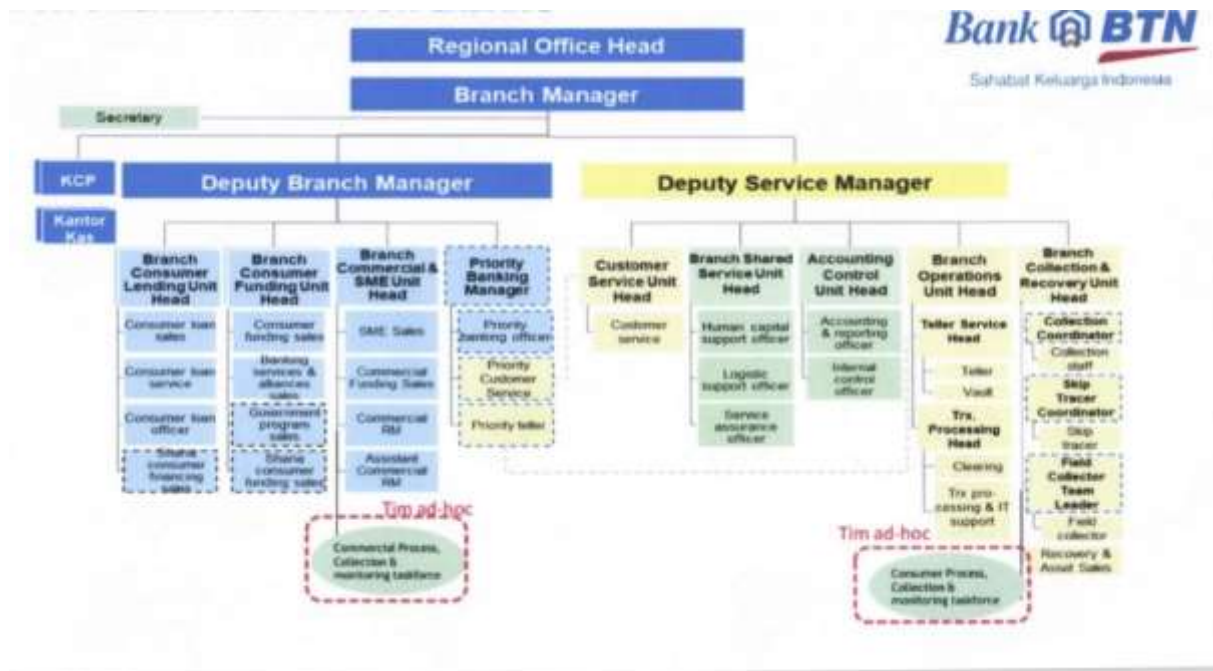 Bank BTN
Sahabat Keluarga Indonesia
Regional Office Head
Branch Manager
Secretary
KCP
Kantor
Kas
Deputy Branch Manager
Deputy Service Manager
Branch
Consumer
Lending Unit
Head
Consumer loan
sales
Consumer loan
service
Consumer loan
officer
Sharia
consumer
financing
sales
Branch
Consumer
Funding Unit
Head
Consumer
funding sales
Banking
services &
alliances
sales
Government
program
sales
Sharia
consumer
funding sales
Branch
Commercial &
SME Unit
Head
SME Sales
Commercial
Funding Sales
Commercial
RM
Assistant
Commercial
RM
Tim ad-hoc
Commercial Process,
Collection &
monitoring taskforce
Priority
Banking
Manager
Priority
banking officer
Priority
Customer
Service
Priority teller
Customer
Service Unit
Head
Customer
service
Branch Shared
Service Unit
Head
Human capital
support officer
Logistic
support officer
Service
assurance
officer
Accounting
Control
Unit Head
Accounting
& reporting
officer
Internal
control
officer
Branch
Operations
Unit Head
Teller Service
Head
Teller
Vault
Trx.
Processing
Head
Clearing
Trx pro-
cessing & IT
support
Branch
Collection &
Recovery Unit
Head
Collection
Coordinator
Collection
staff
Skip
Tracer
Coordinator
Skip
tracer
Field
Collector
Team
Leader
Field
collector
Recovery &
Asset Sales
Tim ad-hoc
Consumer Process,
Collection &
monitoring taskforce